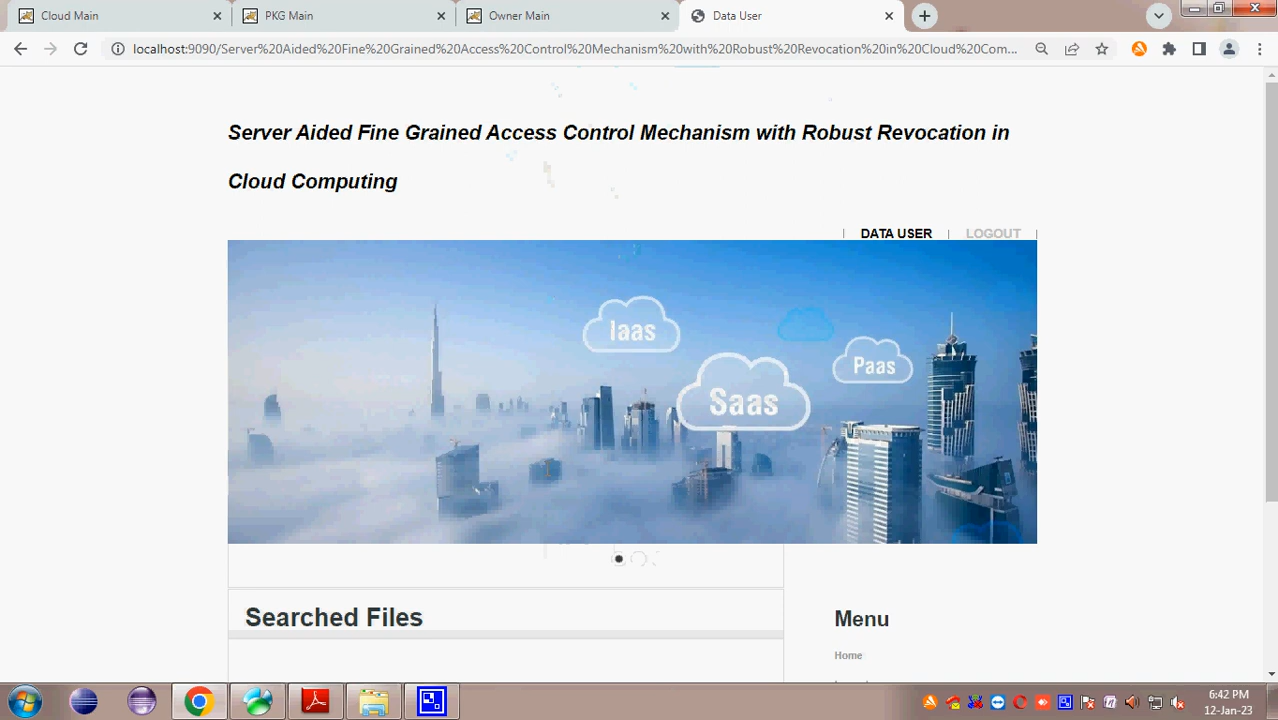 Cloud Main
PKG Main
Owner Main
Data User
localhost:9090/Server%20Aided%20Fine%20Grained%20Access%20Control%20Mechanism%20with%20Robust%20Revocation%20in%20Cloud%20Com...
Server Aided Fine Grained Access Control Mechanism with Robust Revocation in
Cloud Computing
DATA USER
LOGOUT
Iaas
Paas
Saas
Searched Files
Menu
Home
6:42 PM
12-Jan-23